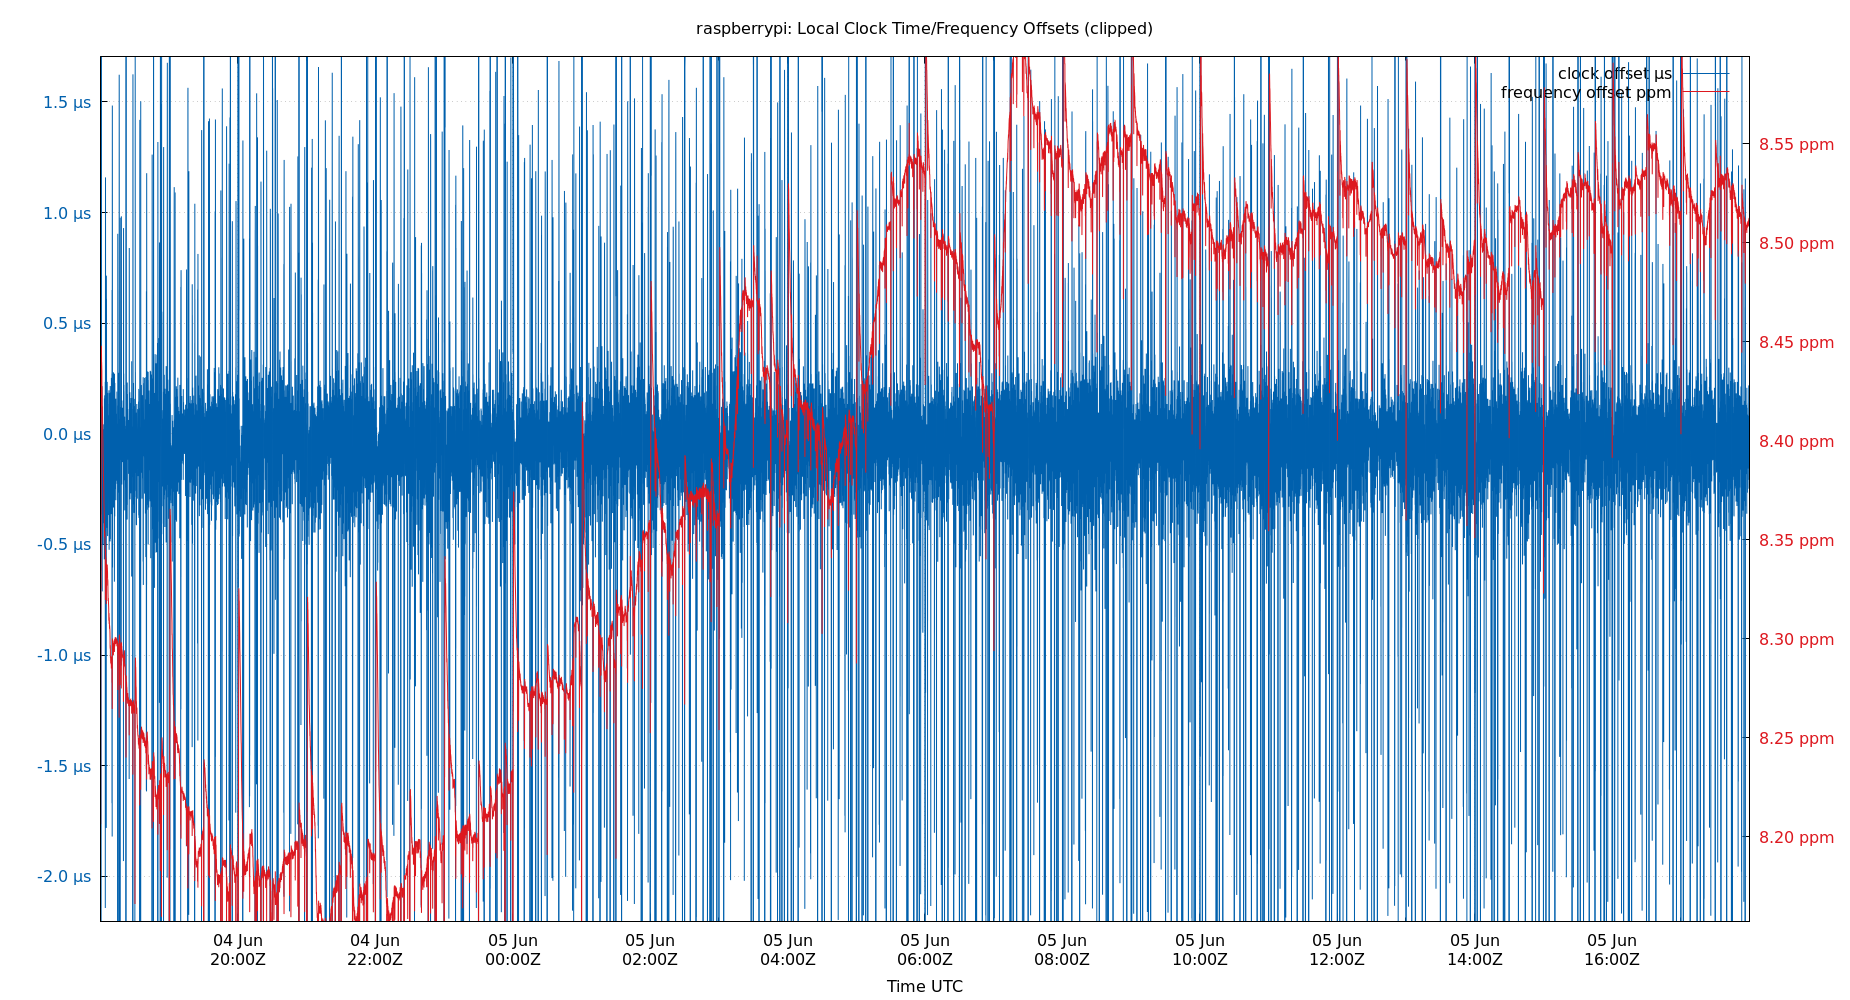 raspberrypi: Local Clock Time/Frequency Offsets (clipped)
clock offset µs
frequency offset ppm
1.5 µs
1.0 µs
0.5 µs
0.0 µs
-0.5 µs
-1.0 µs
-1.5 µs
-2.0 µs
8.55 ppm
8.50 ppm
8.45 ppm
8.40 ppm
8.35 ppm
8.30 ppm
8.25 ppm
8.20 ppm
04 Jun 04 Jun 05 Jun 05 Jun 05 Jun 05 Jun 05 Jun 05 Jun 05 Jun 05 Jun 05 Jun
20:00Z 22:00Z 00:00Z 02:00Z 04:00Z 06:00Z 08:00Z 10:00Z 12:00Z 14:00Z 16:00Z
Time UTC